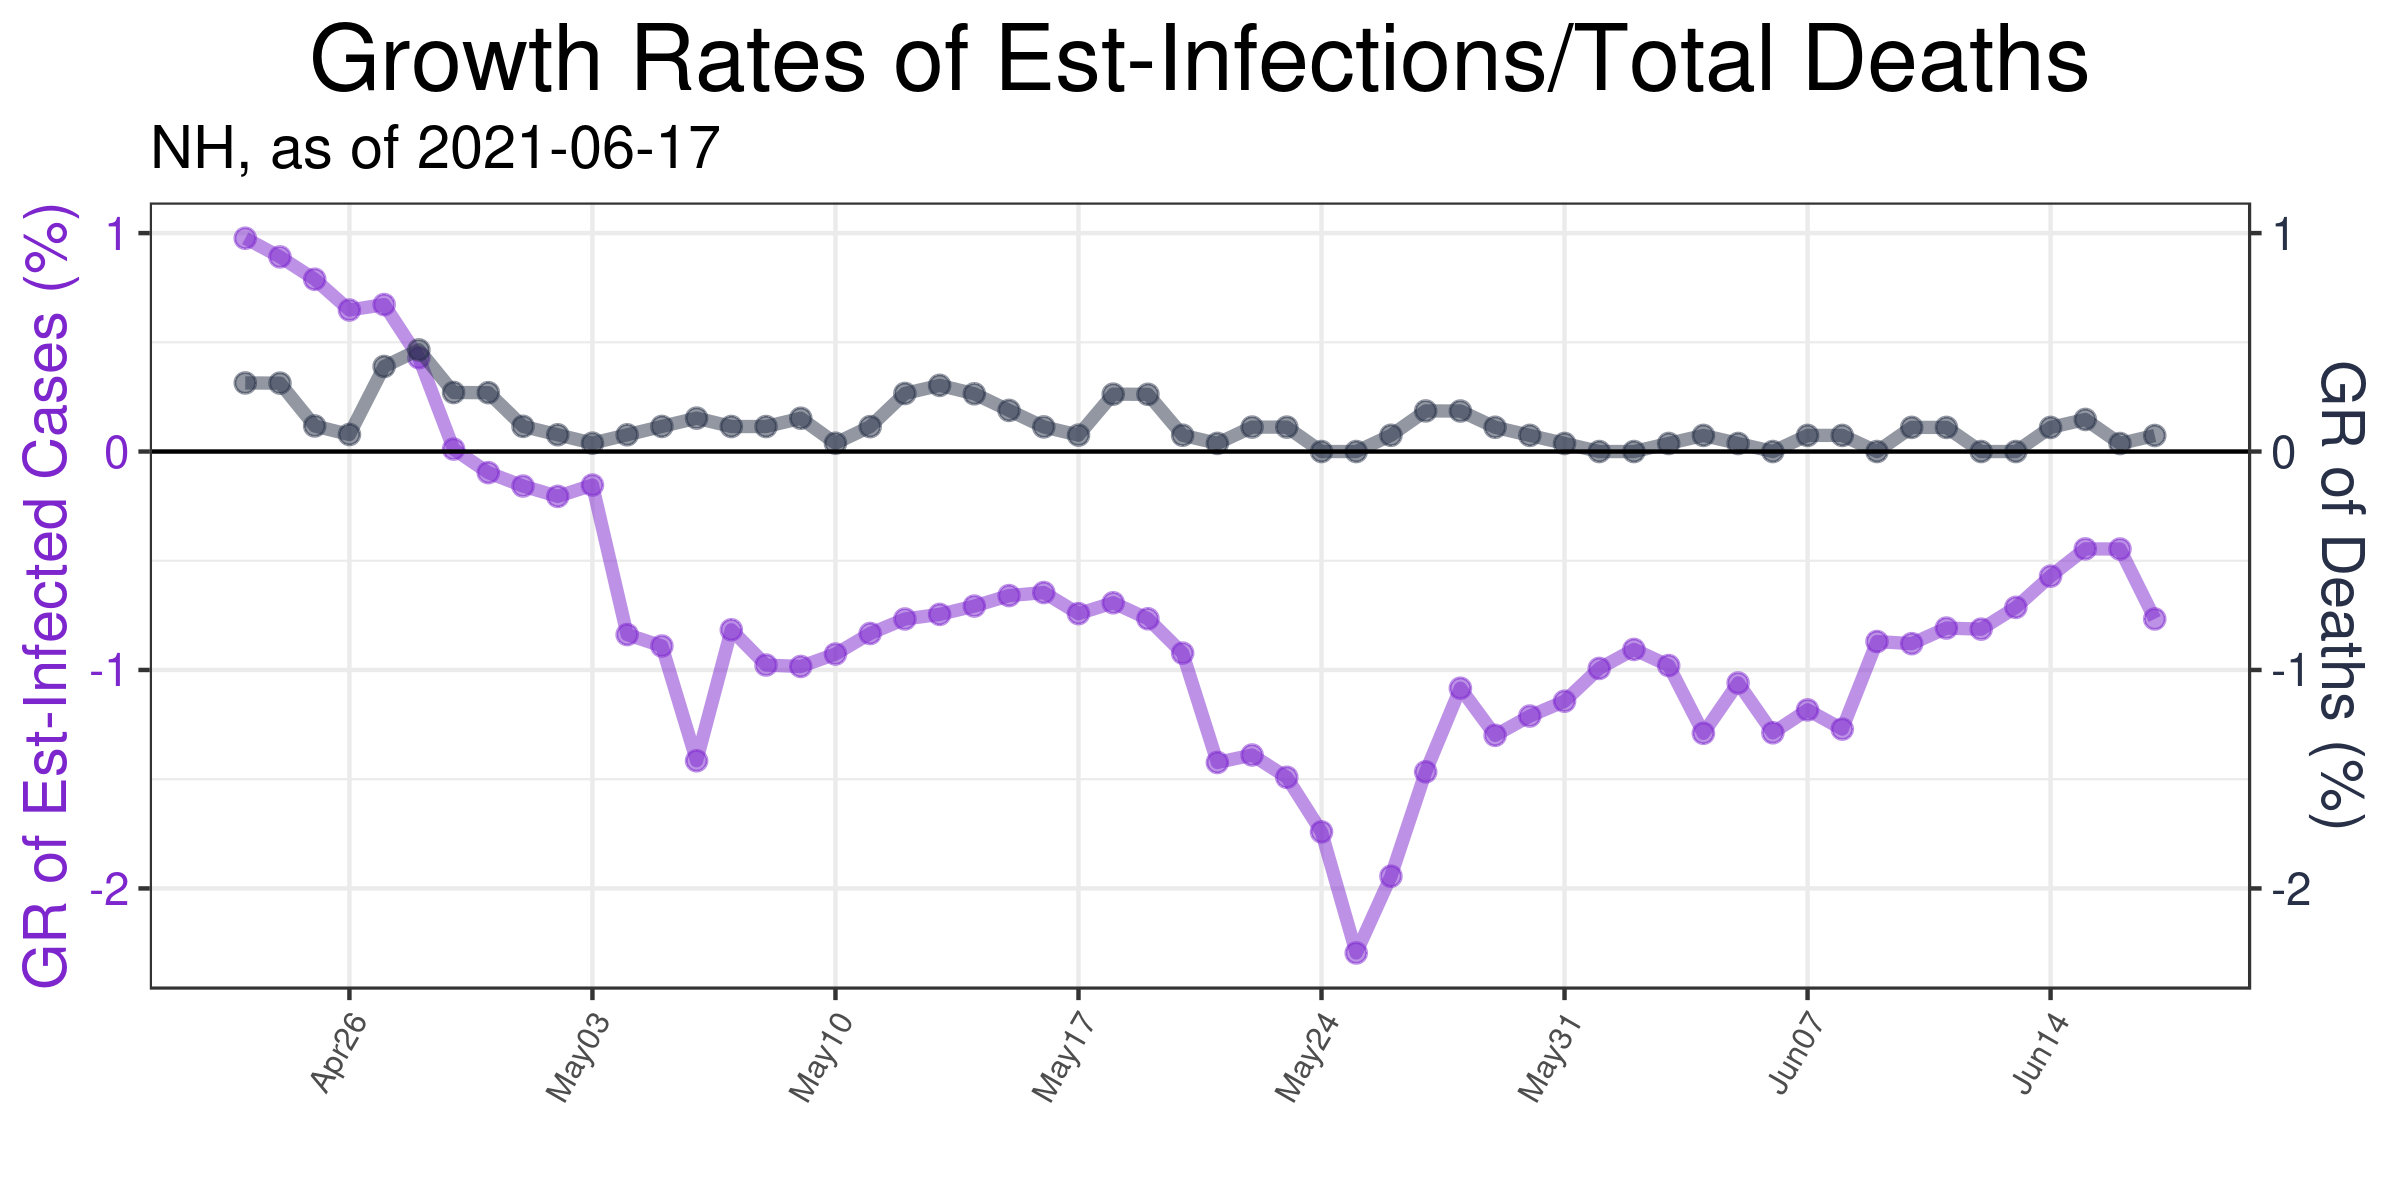 Growth Rates of Est-Infections/Total Deaths
NH, as of 2021-06-17
GR of Est-Infected Cases (%)
1
0
-1
-2
1
0
-1
-2
GR of Deaths (%)
Apr26
May03
May10
May17
May24
May31
Jun07
Jun14